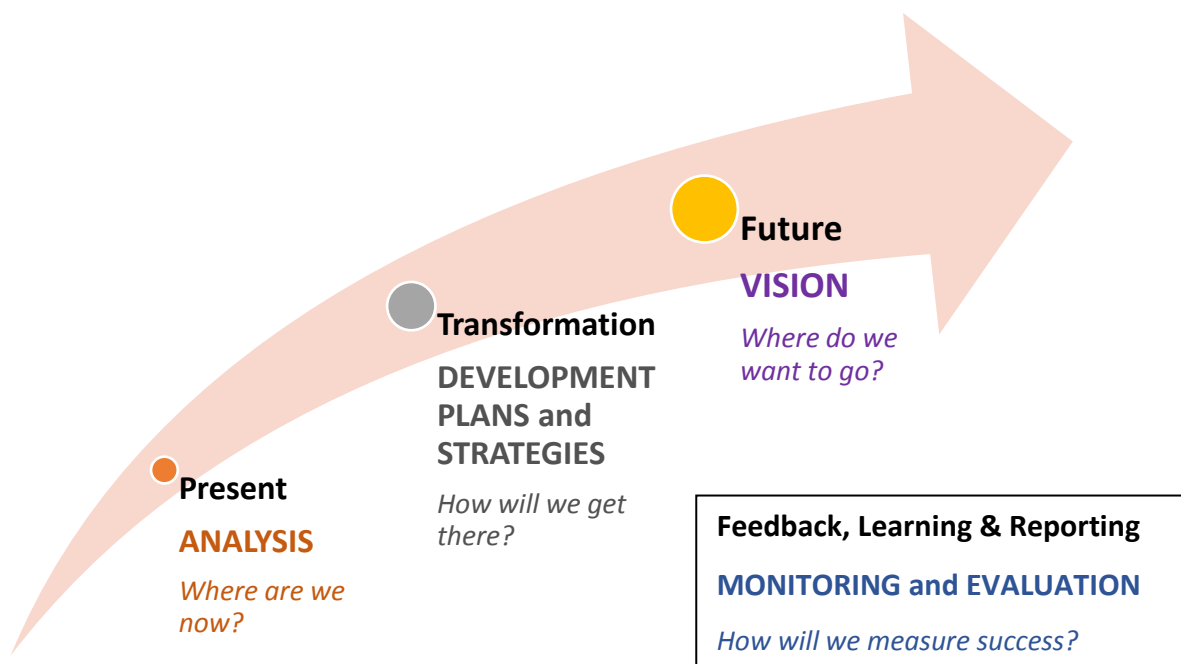 Present
ANALYSIS
Where are we
now?
Transformation
DEVELOPMENT
PLANS and
STRATEGIES
How will we get
there?
Future
VISION
Where do we
want to go?
Feedback, Learning & Reporting
MONITORING and EVALUATION
How will we measure success?